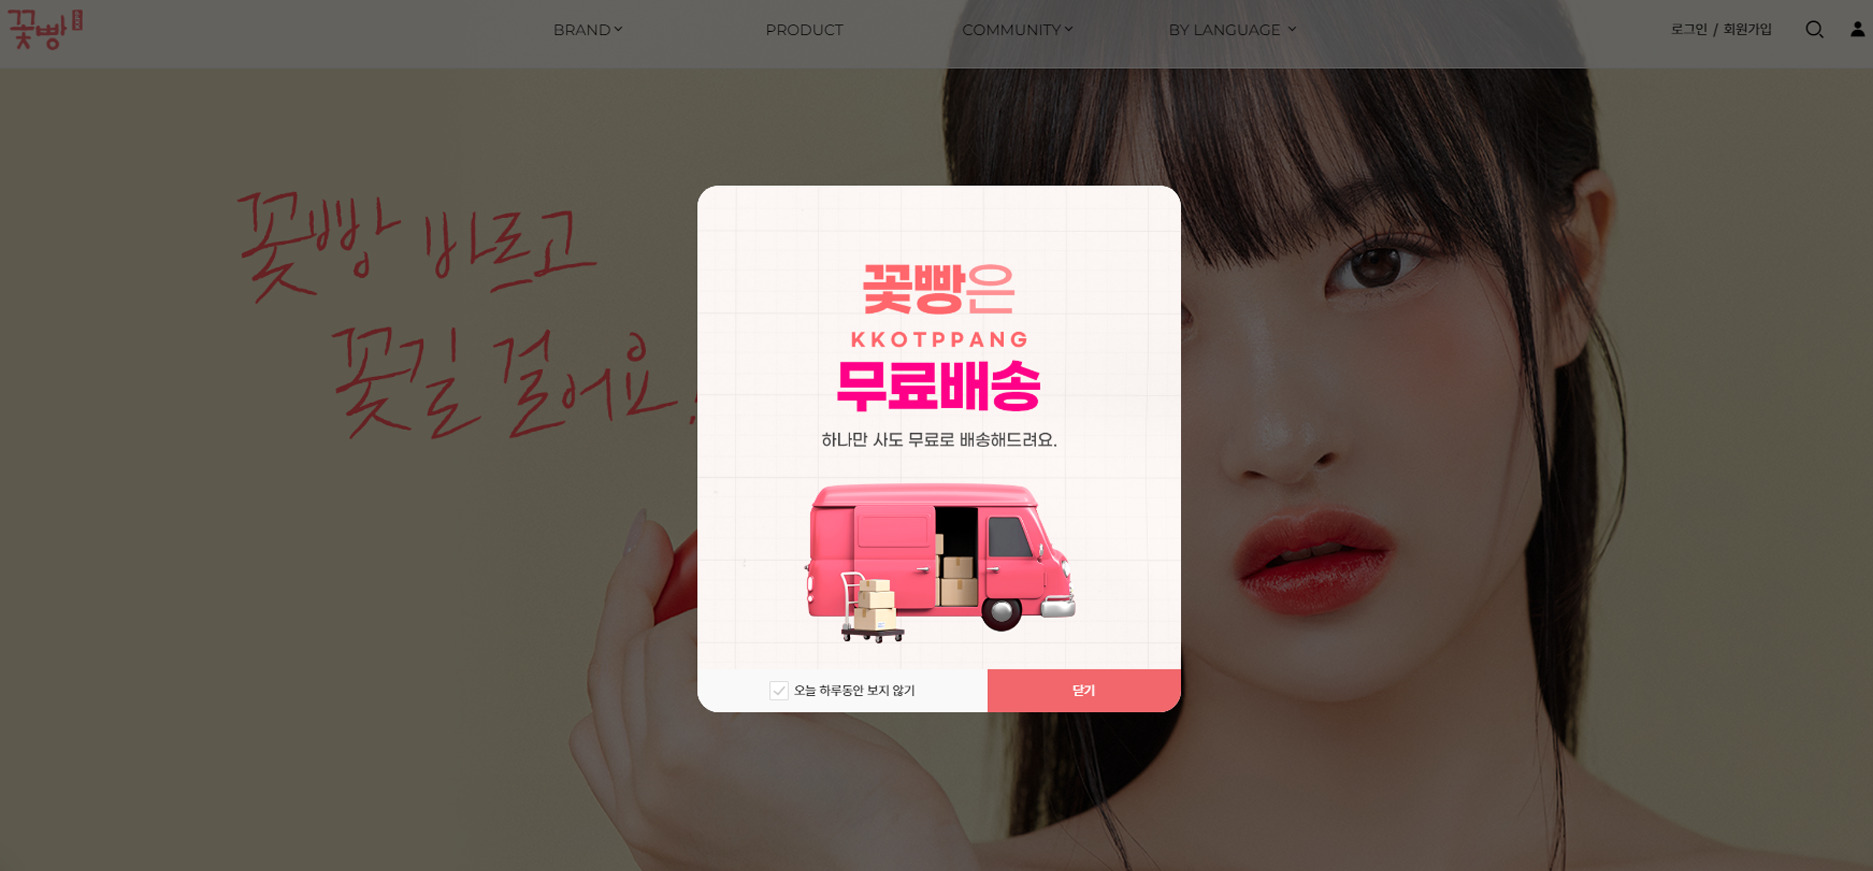 꽃빵
BRAND
PRODUCT
COMMUNITY
BY LANGUAGE
로그인 / 회원가입
꽃빵 바르고
꽃길 걸어요.
꽃빵은
KKOTPPANG
무료배송
하나만 사도 무료로 배송해드려요.
오늘 하루동안 보지 않기
닫기